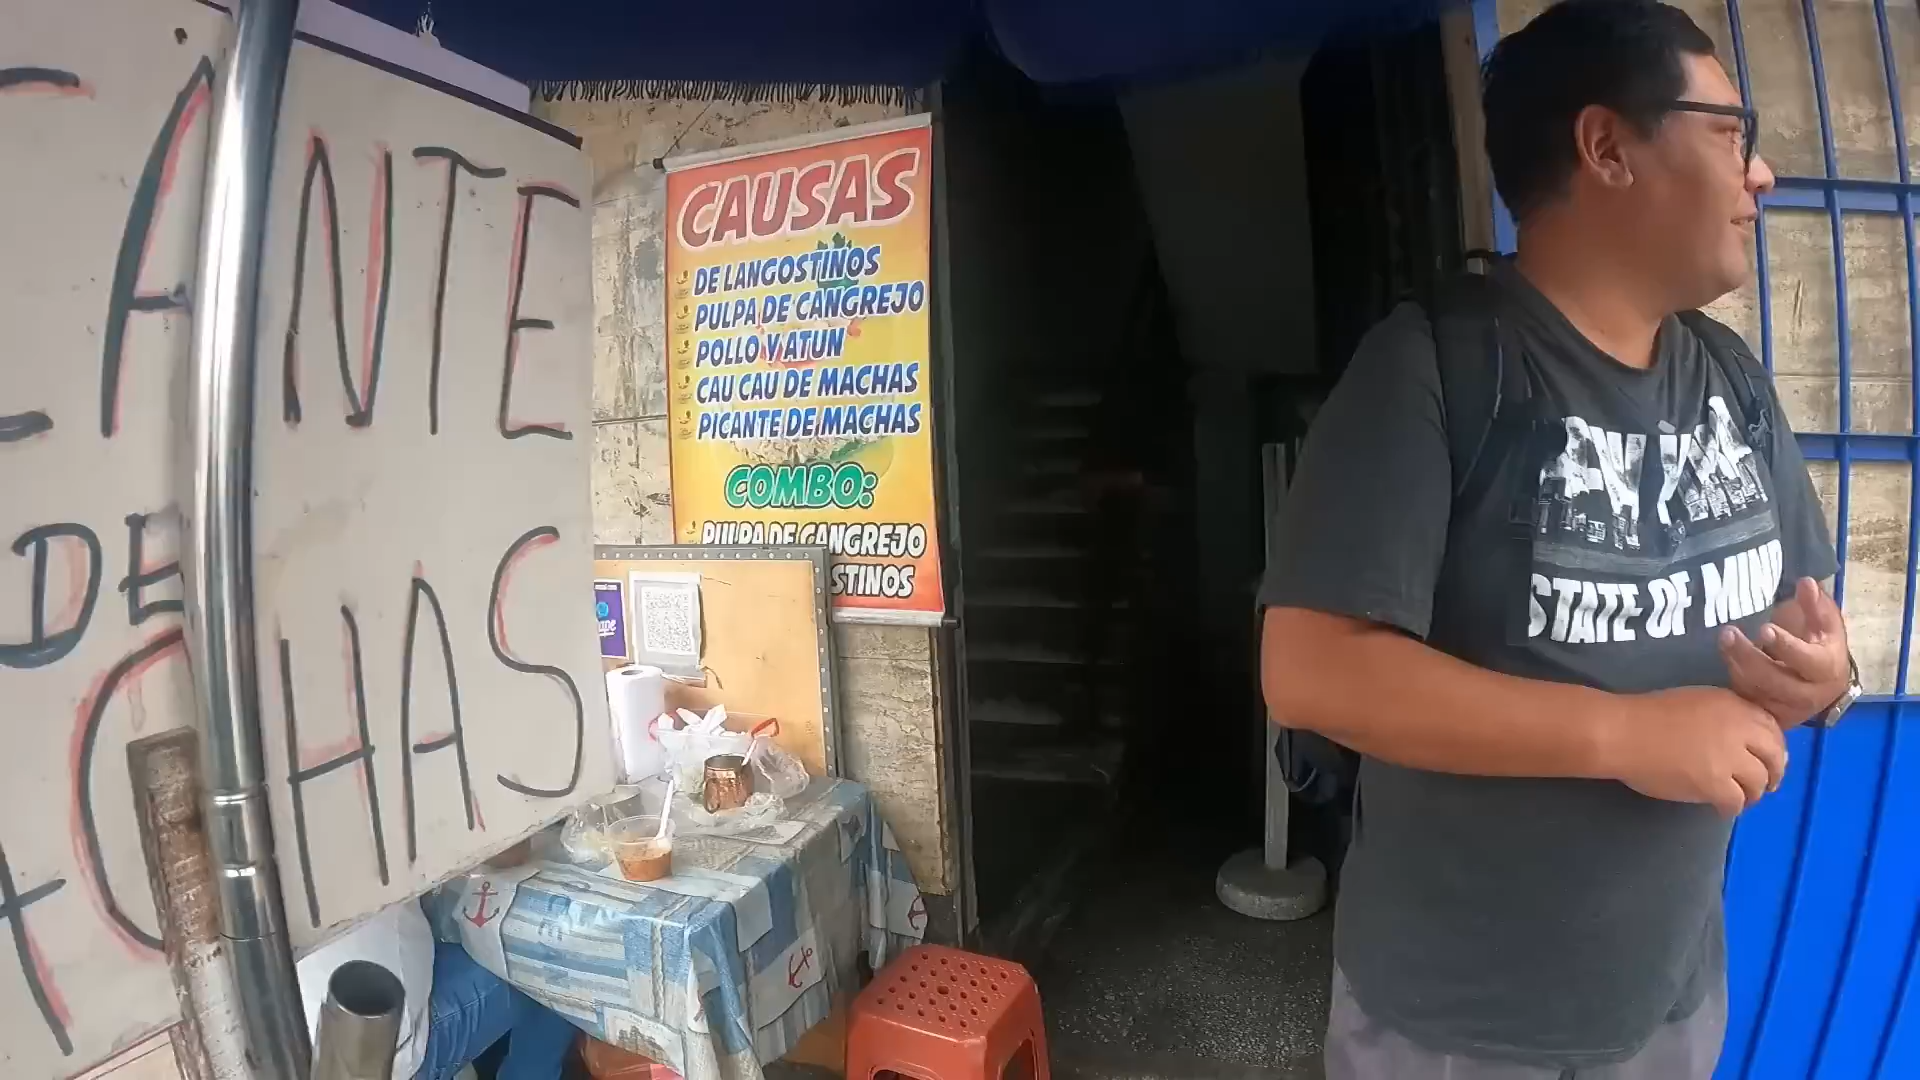 CANTE
DE
CHAS
CAUSAS
DE LANGOSTINOS
PULPA DE CANGREJO
POLLO Y ATUN
CAU CAU DE MACHAS
PICANTE DE MACHAS
COMBO:
PULPA DE CANGREJO
STINOS
STATE OF MIND